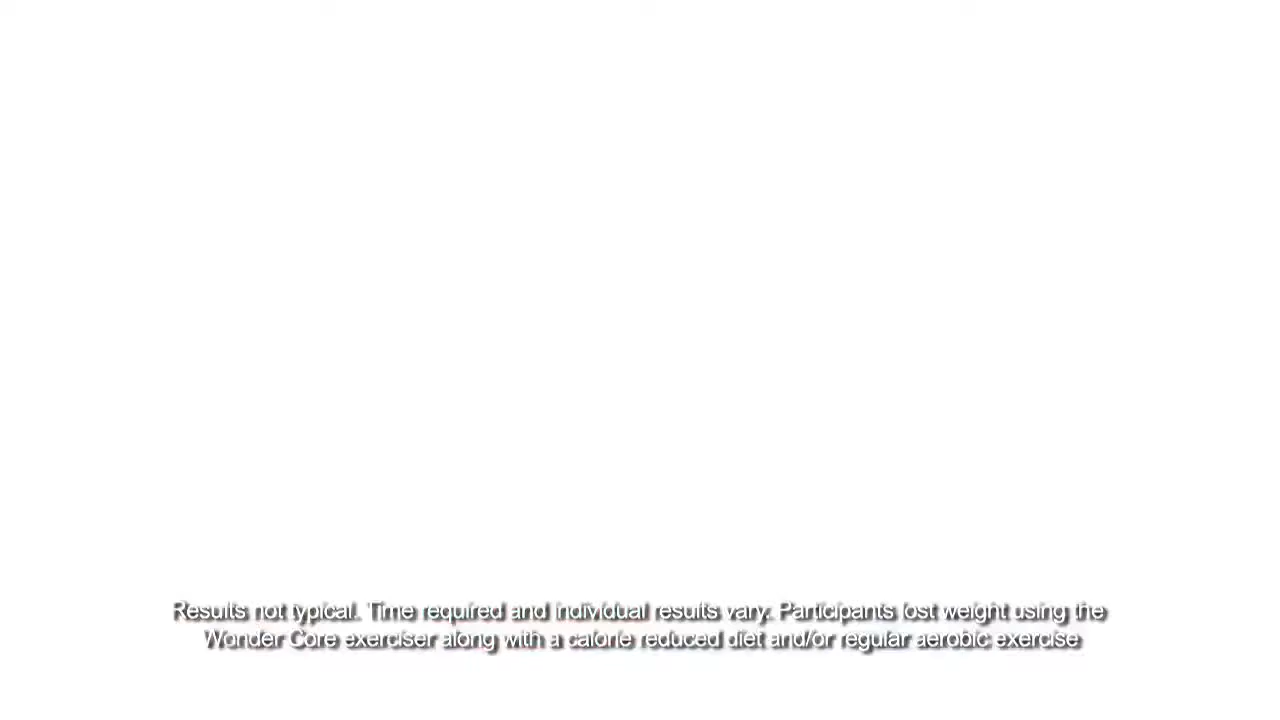 Results not typical. Time required and individual results vary. Participants lost weight using the
Wonder Core exerciser along with a calorie reduced diet and/or regular aerobic exercise